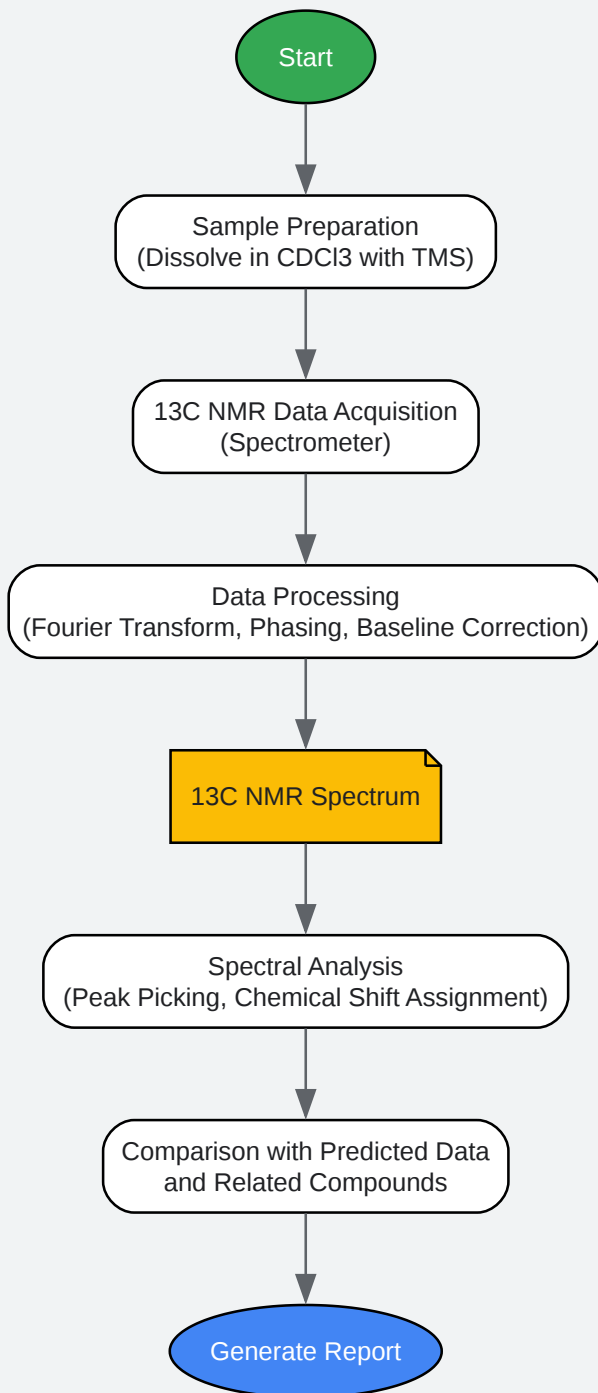 Start
Sample Preparation
(Dissolve in CDCl3 with TMS)
13C NMR Data Acquisition
(Spectrometer)
Data Processing
(Fourier Transform, Phasing, Baseline Correction)
13C NMR Spectrum
Spectral Analysis
(Peak Picking, Chemical Shift Assignment)
Comparison with Predicted Data
and Related Compounds
Generate Report